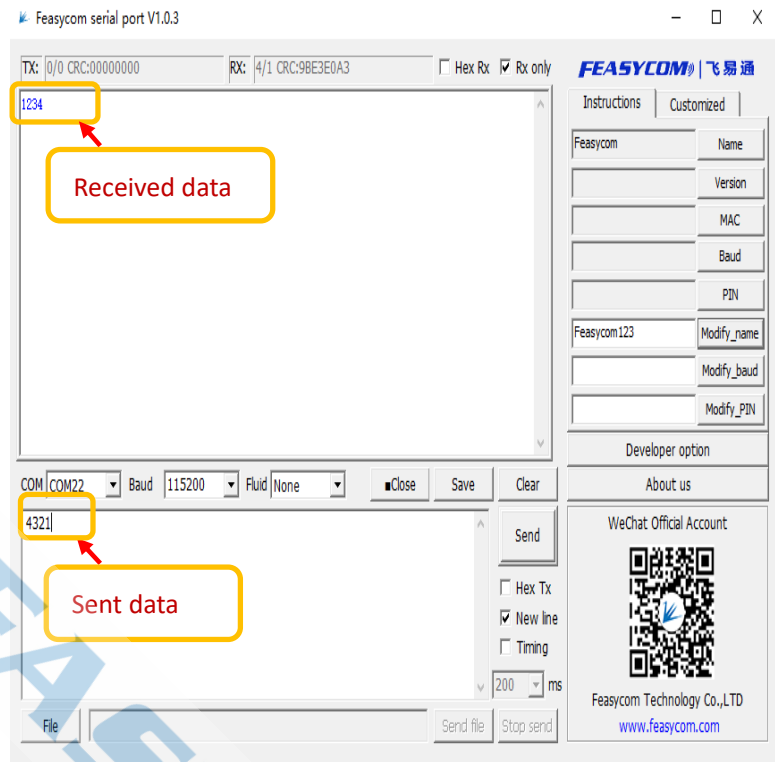 Feasycom serial port V1.0.3
TX: 0/0 CRC:00000000 RX: 4/1 CRC:9BE3E0A3 Hex Rx Rx only
FEASYCOM 飞易通
1234
Received data
Instructions Customized
Feasycom Name
Version
MAC
Baud
PIN
Feasycom123 Modify_name
Modify_baud
Modify_PIN
Developer option
About us
COM COM22 Baud 115200 Fluid None Close Save Clear
4321
Sent data
Send
Hex Tx
New line
Timing
200 ms
File Send file Stop send
WeChat Official Account
Feasycom Technology Co.,LTD
www.feasycom.com
FEAS